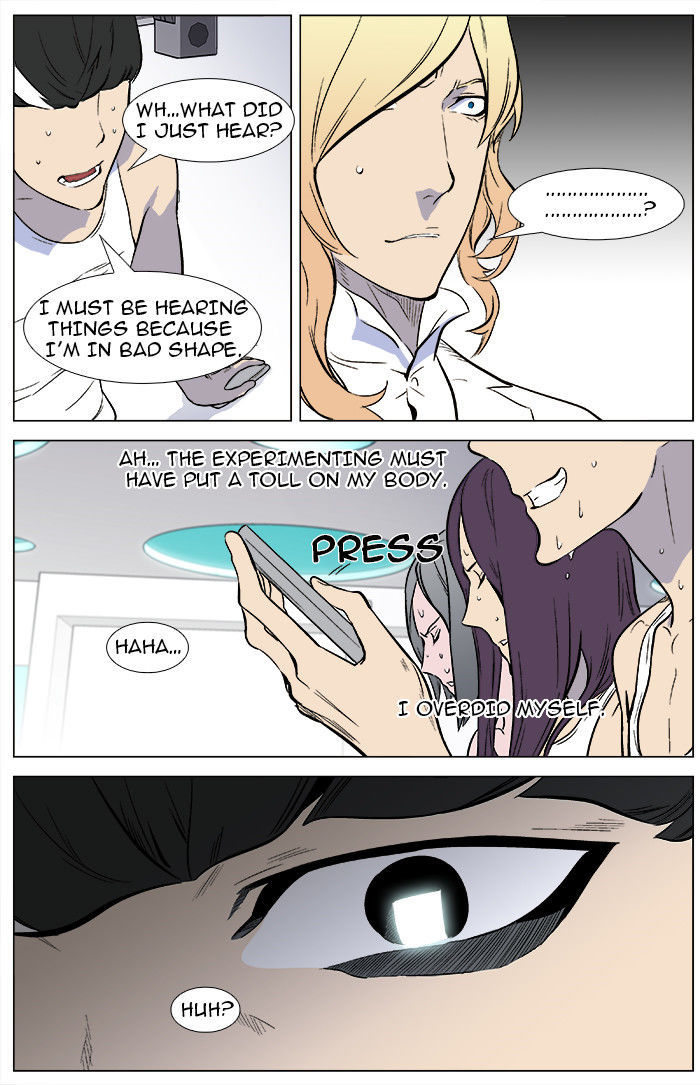 WH...WHAT DID
I JUST HEAR?
...................
...................?
I MUST BE HEARING
THINGS BECAUSE
I'M IN BAD SHAPE.
AH... THE EXPERIMENTING MUST
HAVE PUT A TOLL ON MY BODY.
PRESS
HAHA...
I OVERDID MYSELF.
HUH?